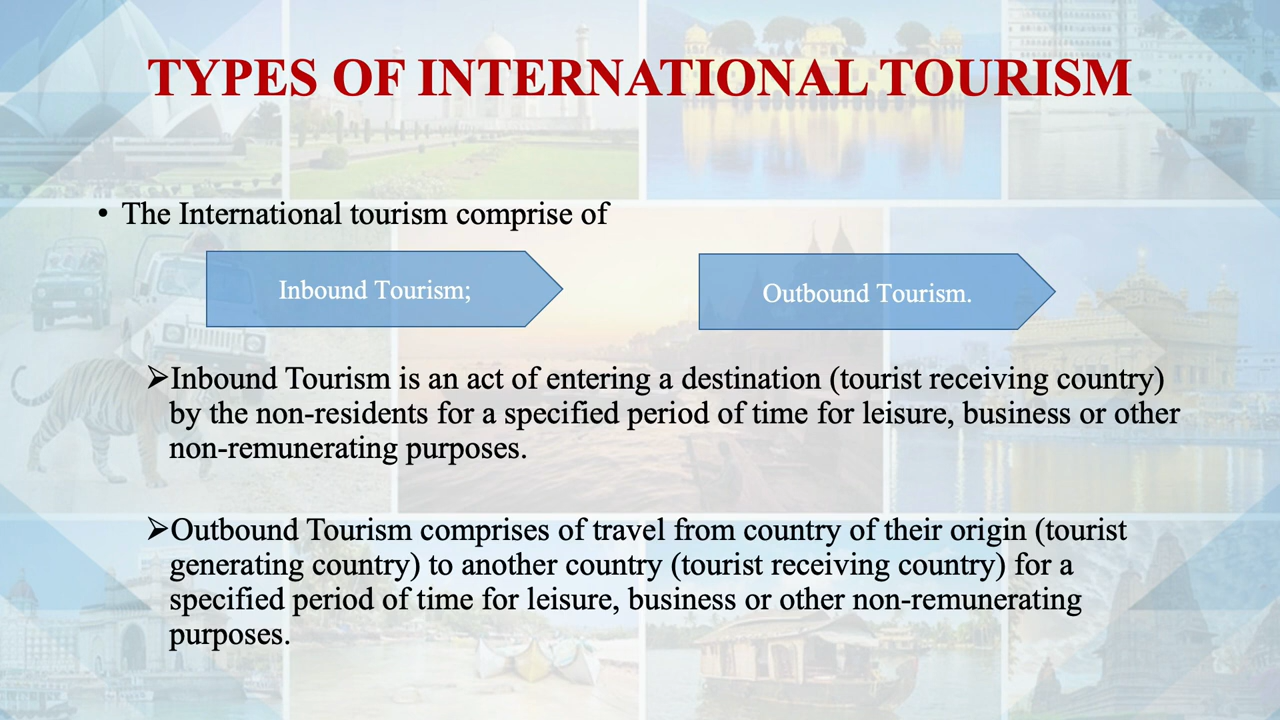 TYPES OF INTERNATIONAL TOURISM
• The International tourism comprise of
Inbound Tourism;
Outbound Tourism.
➢Inbound Tourism is an act of entering a destination (tourist receiving country)
by the non-residents for a specified period of time for leisure, business or other
non-remunerating purposes.
➢Outbound Tourism comprises of travel from country of their origin (tourist
generating country) to another country (tourist receiving country) for a
specified period of time for leisure, business or other non-remunerating
purposes.